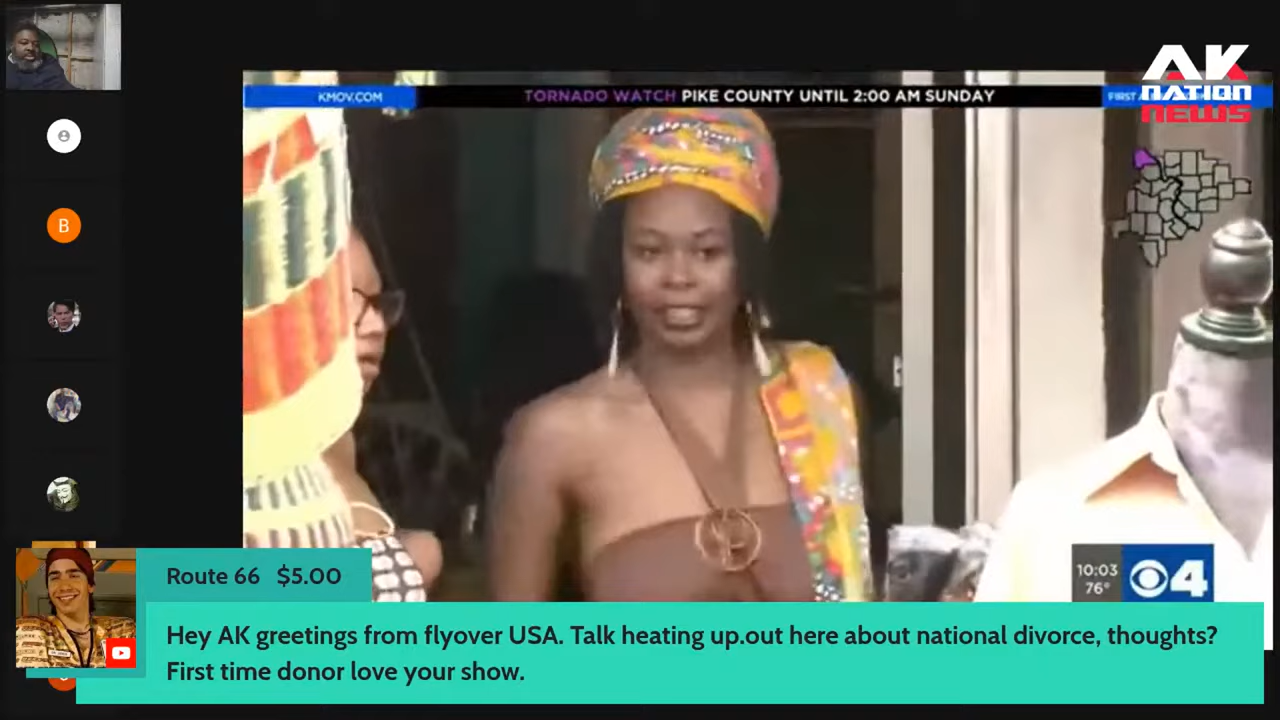 KMOV.COM
TORNADO WATCH PIKE COUNTY UNTIL 2:00 AM SUNDAY
FIRST
AK
NATION
NEWS
B
10:03
76°
4
Route 66 $5.00
Hey AK greetings from flyover USA. Talk heating up.out here about national divorce, thoughts?
First time donor love your show.